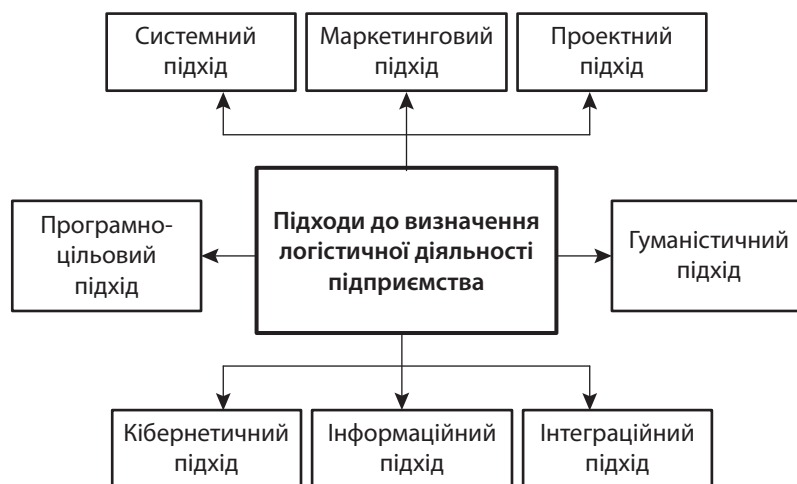 Системний
підхід
Маркетинговий
підхід
Проектний
підхід
Програмно-
цільовий
підхід
Підходи до визначення
логістичної діяльності
підприємства
Гуманістичний
підхід
Кібернетичний
підхід
Інформаційний
підхід
Інтеграційний
підхід